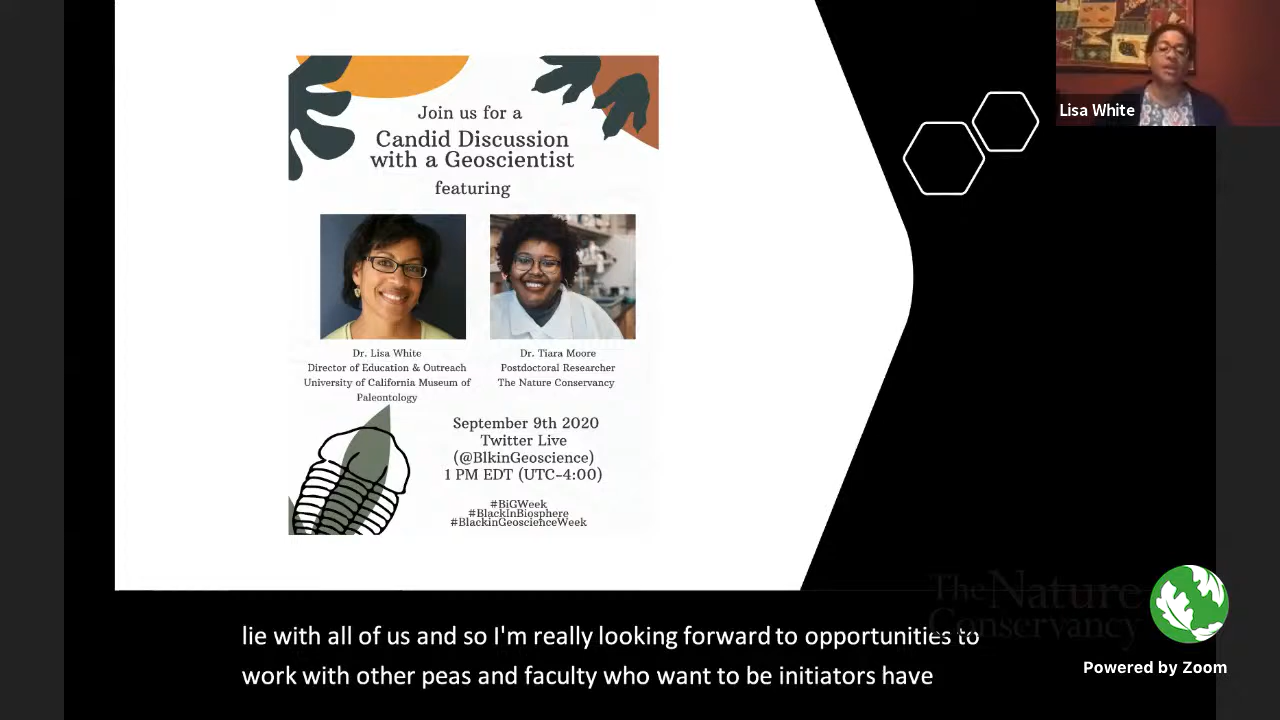 Join us for a
Candid Discussion
with a Geoscientist
featuring
Dr. Lisa White
Director of Education & Outreach
University of California Museum of
Paleontology
Dr. Tiara Moore
Postdoctoral Researcher
The Nature Conservancy
September 9th 2020
Twitter Live
(@BlkinGeoscience)
1 PM EDT (UTC-4:00)
#BiGWeek
#BlackInBiosphere
#BlackinGeoscienceWeek
Lisa White
The Nature
Conservancy
Powered by Zoom
lie with all of us and so I'm really looking forward to opportunities to
work with other peas and faculty who want to be initiators have